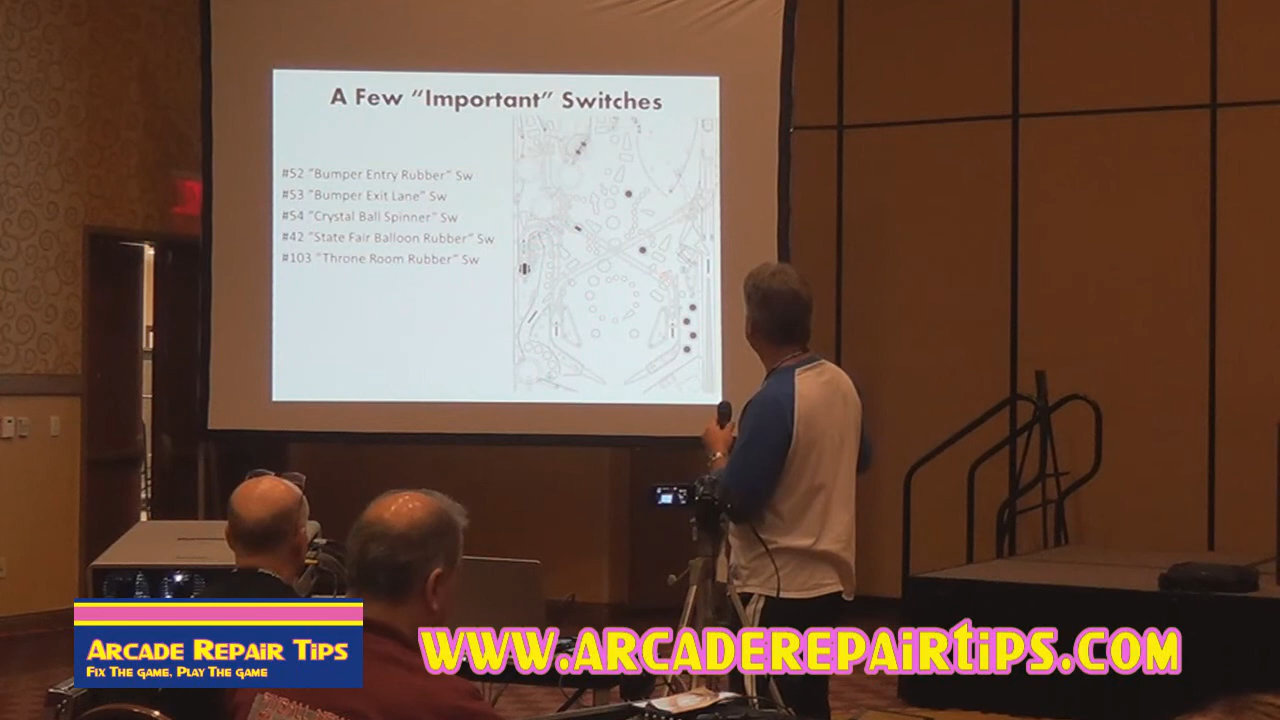 A Few “Important” Switches
#52 “Bumper Entry Rubber” Sw
#53 “Bumper Exit Lane” Sw
#54 “Crystal Ball Spinner” Sw
#42 “State Fair Balloon Rubber” Sw
#103 “Throne Room Rubber” Sw
ARCADE REPAIR TIPS
FIX THE GAME, PLAY THE GAME
WWW.ARCADEREPAIRTIPS.COM